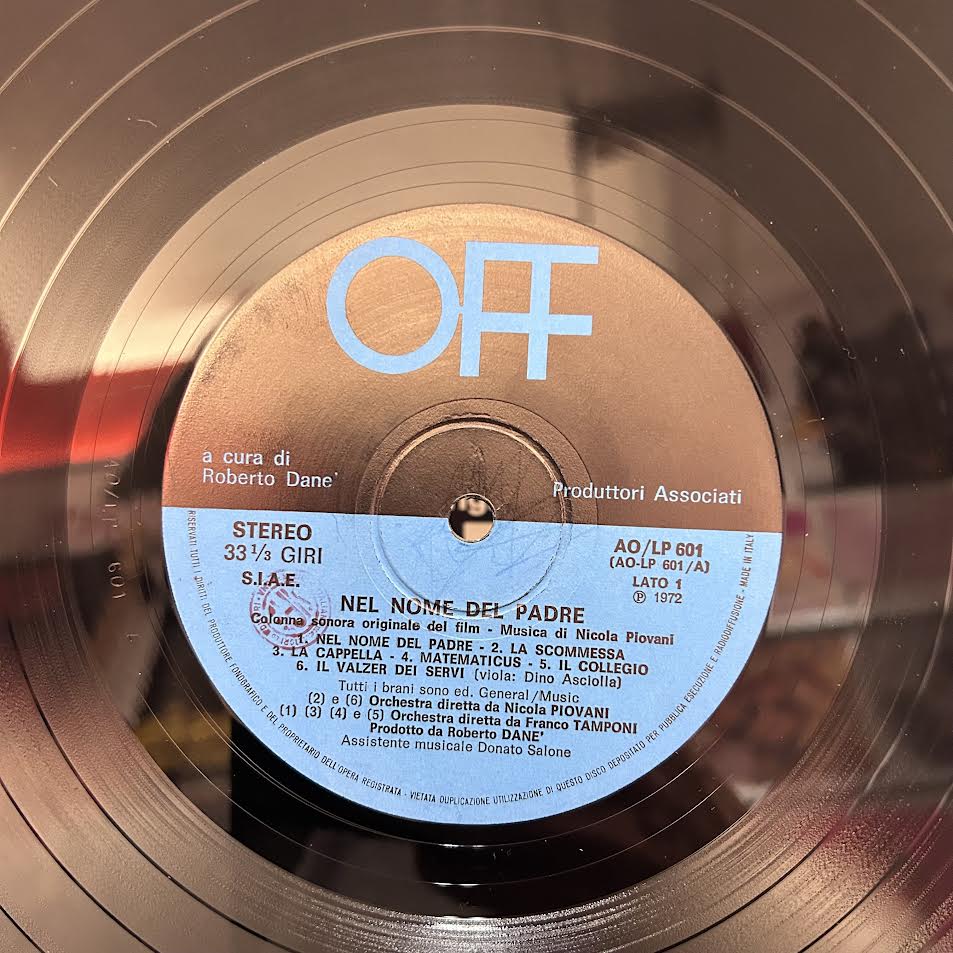 OFF
a cura di
Roberto Dane'
Produttori Associati
STEREO
33 1/3 GIRI
S.I.A.E.
AO/LP 601
(AO-LP 601/A)
LATO 1
℗ 1972
NEL NOME DEL PADRE
Colonna sonora originale del film - Musica di Nicola Piovani
1. NEL NOME DEL PADRE - 2. LA SCOMMESSA
3. LA CAPPELLA - 4. MATEMATICUS - 5. IL COLLEGIO
6. IL VALZER DEI SERVI (viola: Dino Asciolla)
Tutti i brani sono ed. General/Music
(2) e (6) Orchestra diretta da Nicola PIOVANI
(1) (3) (4) e (5) Orchestra diretta da Franco TAMPONI
Prodotto da Roberto DANE'
Assistente musicale Donato Salone
RISERVATI TUTTI I DIRITTI DEL PRODUTTORE FONOGRAFICO E DEL PROPRIETARIO DELL'OPERA REGISTRATA - VIETATA DUPLICAZIONE UTILIZZAZIONE DI QUESTO DISCO DEPOSITATO PER PUBBLICA ESECUZIONE E RADIODIFFUSIONE - MADE IN ITALY